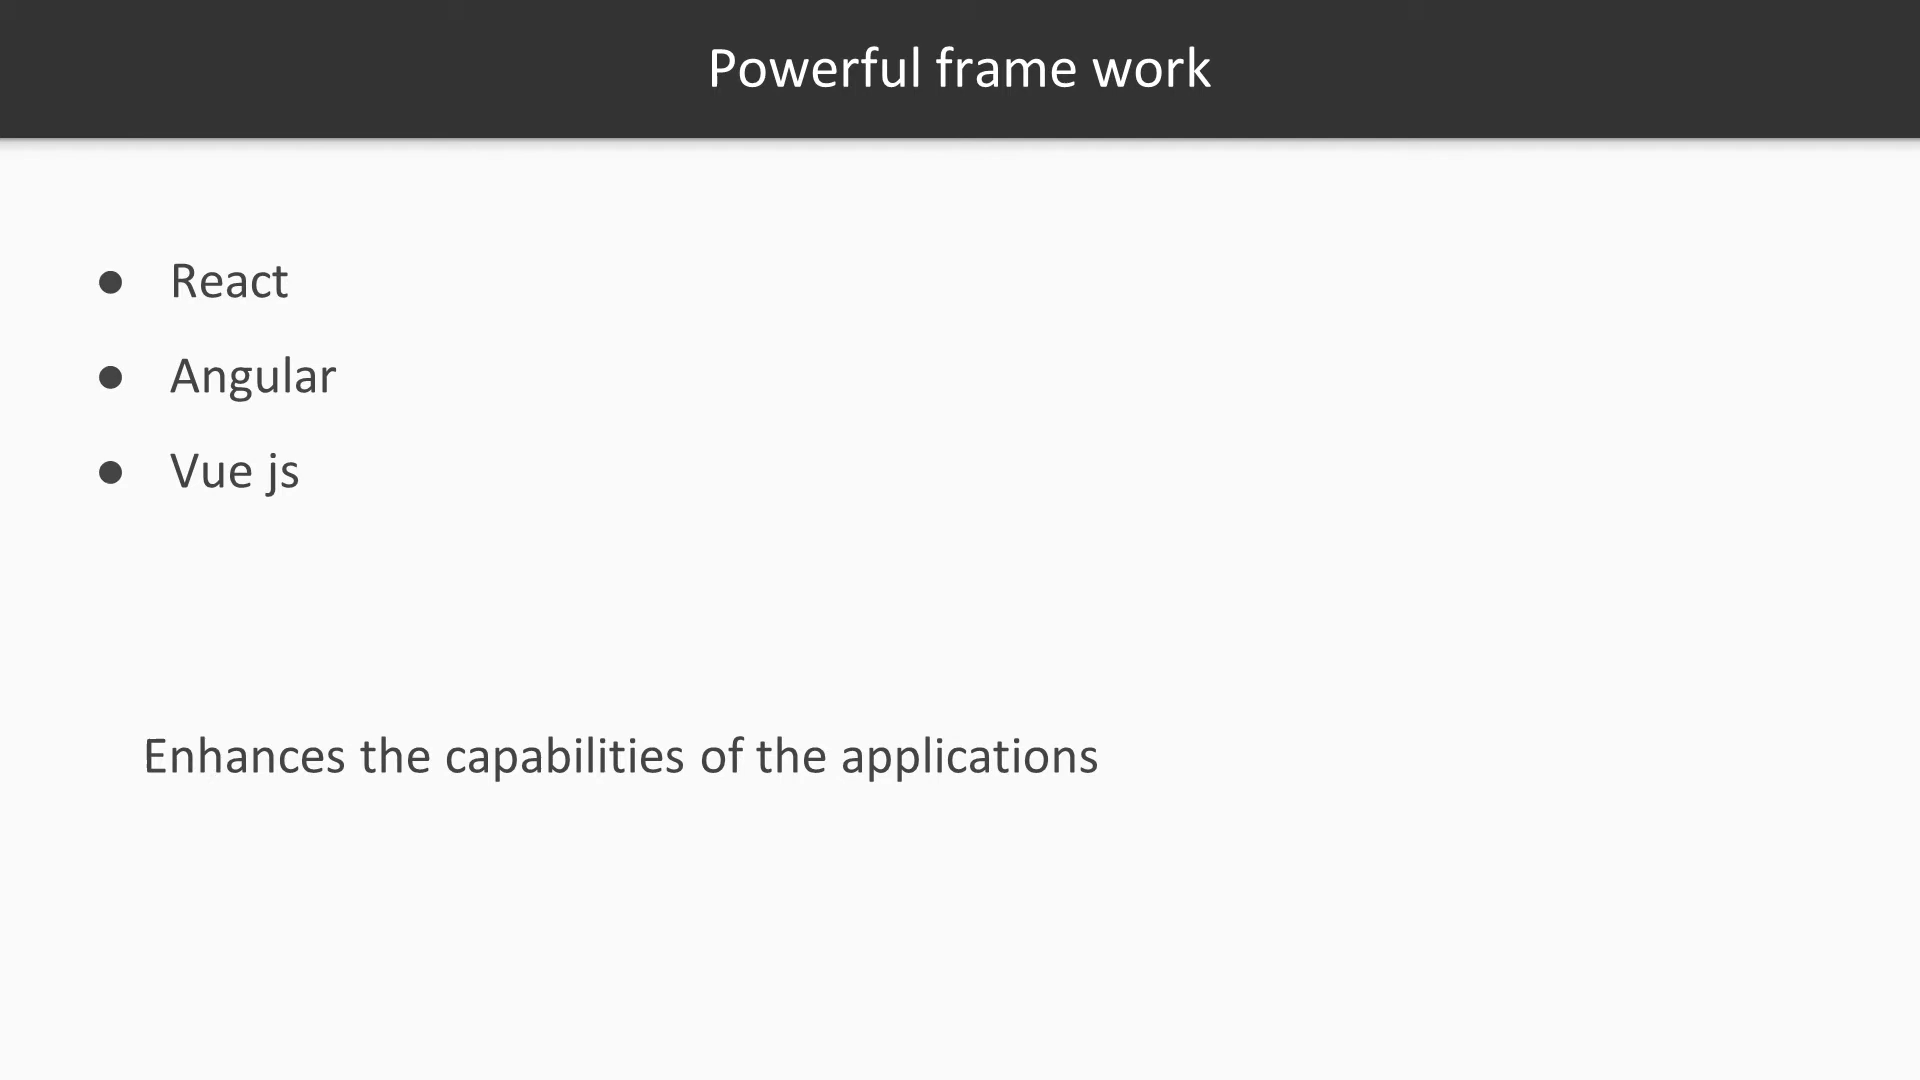 Powerful frame work
● React
● Angular
● Vue js
Enhances the capabilities of the applications